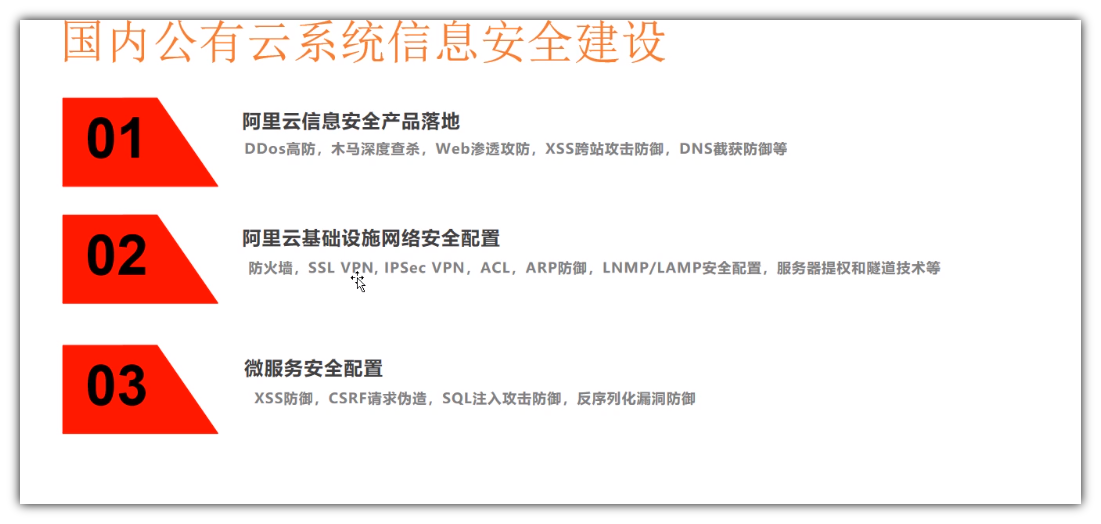 国内公有云系统信息安全建设
01
阿里云信息安全产品落地
DDos高防，木马深度查杀，Web渗透攻防，XSS跨站攻击防御，DNS截获防御等
02
阿里云基础设施网络安全配置
防火墙，SSL VPN, IPSec VPN，ACL，ARP防御，LNMP/LAMP安全配置，服务器提权和隧道技术等
03
微服务安全配置
XSS防御，CSRF请求伪造，SQL注入攻击防御，反序列化漏洞防御